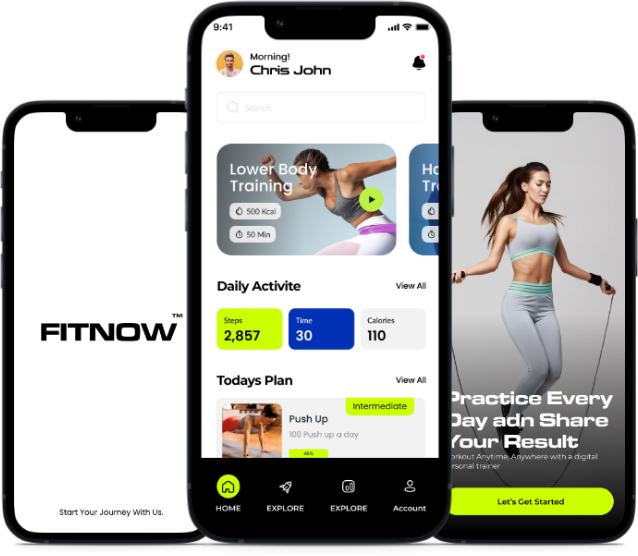 FITNOW™
Start Your Journey With Us.
9:41
Morning!
Chris John
Search
Lower Body
Training
500 Kcal
50 Min
Daily Activite
View All
Steps
2,857
Time
30
Calories
110
Todays Plan
View All
Intermediate
Push Up
100 Push up a day
45%
HOME
EXPLORE
EXPLORE
Account
Practice Every
Day adn Share
Your Result
orkout Anytime, Anywhere with a digital
rsonal trainer
Let's Get Started